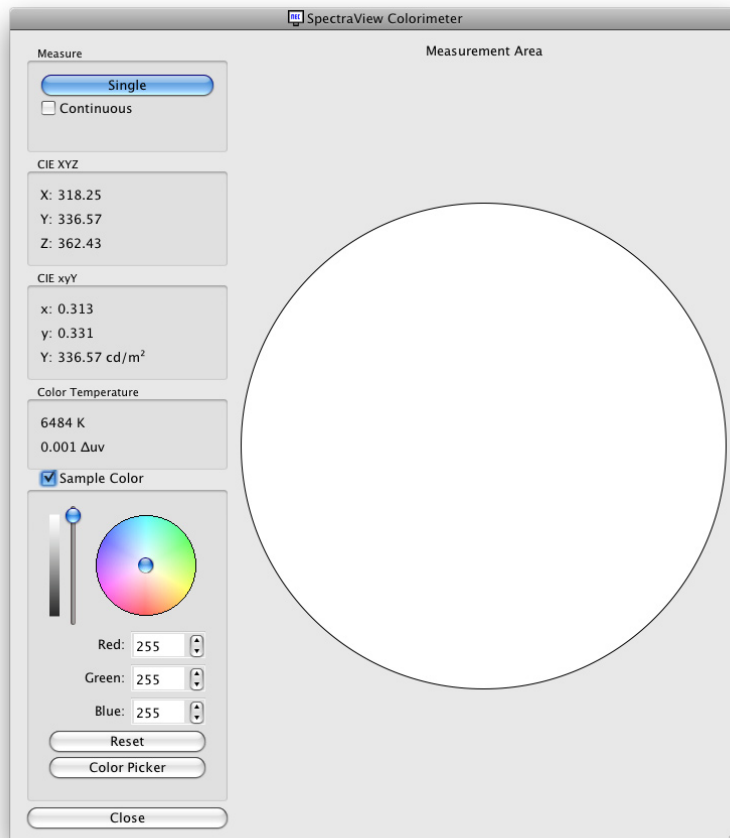 NEC SpectraView Colorimeter
Measure
Single
Continuous
CIE XYZ
X: 318.25
Y: 336.57
Z: 362.43
CIE xyY
x: 0.313
y: 0.331
Y: 336.57 cd/m²
Color Temperature
6484 K
0.001 Δuv
Sample Color
Red: 255
Green: 255
Blue: 255
Reset
Color Picker
Close
Measurement Area